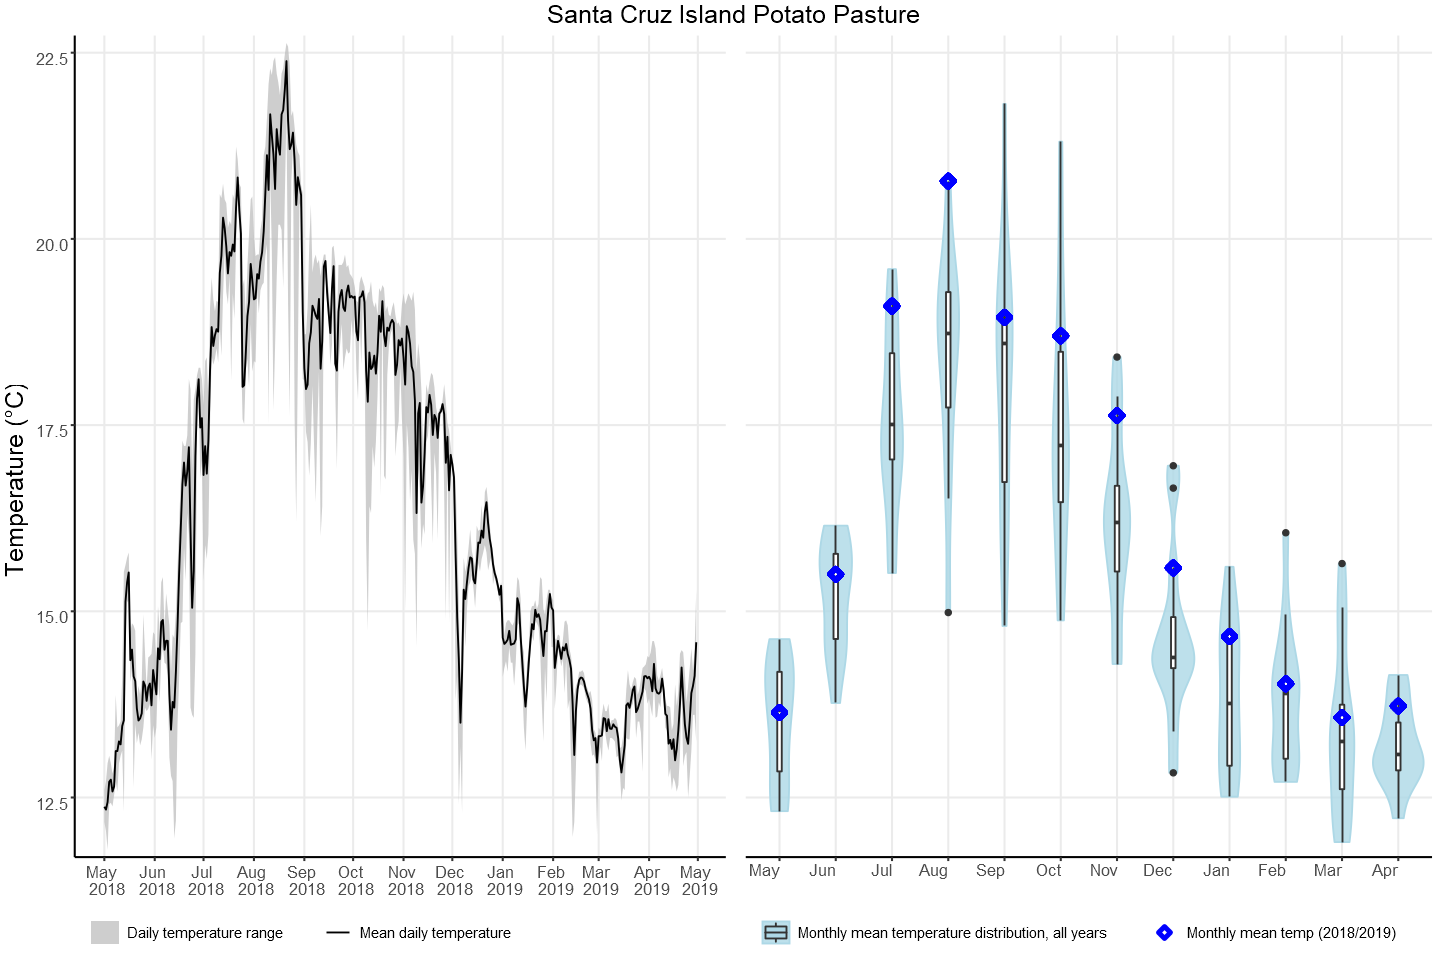 Santa Cruz Island Potato Pasture
Temperature (°C)
22.5
20.0
17.5
15.0
12.5
May 2018
Jun 2018
Jul 2018
Aug 2018
Sep 2018
Oct 2018
Nov 2018
Dec 2018
Jan 2019
Feb 2019
Mar 2019
Apr 2019
May 2019
May Jun Jul Aug Sep Oct Nov Dec Jan Feb Mar Apr
Daily temperature range
Mean daily temperature
Monthly mean temperature distribution, all years
Monthly mean temp (2018/2019)